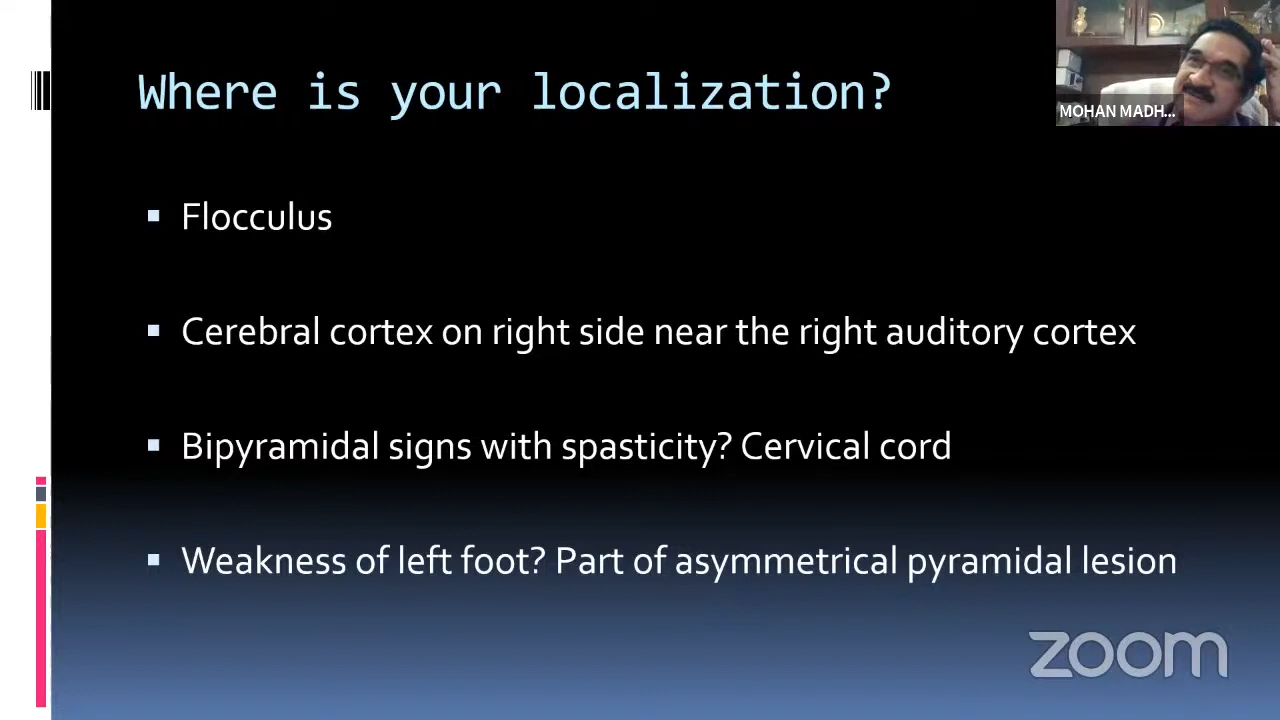 Where is your localization?
MOHAN MADH...
Flocculus
Cerebral cortex on right side near the right auditory cortex
Bipyramidal signs with spasticity? Cervical cord
Weakness of left foot? Part of asymmetrical pyramidal lesion
zoom